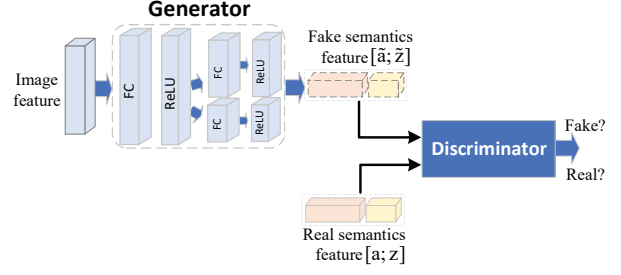 Generator
Image
feature
FC
ReLU
FC
ReLU
FC
ReLU
Fake semantics
feature [ã; z̃]
Discriminator
Fake?
Real?
Real semantics
feature [a; z]